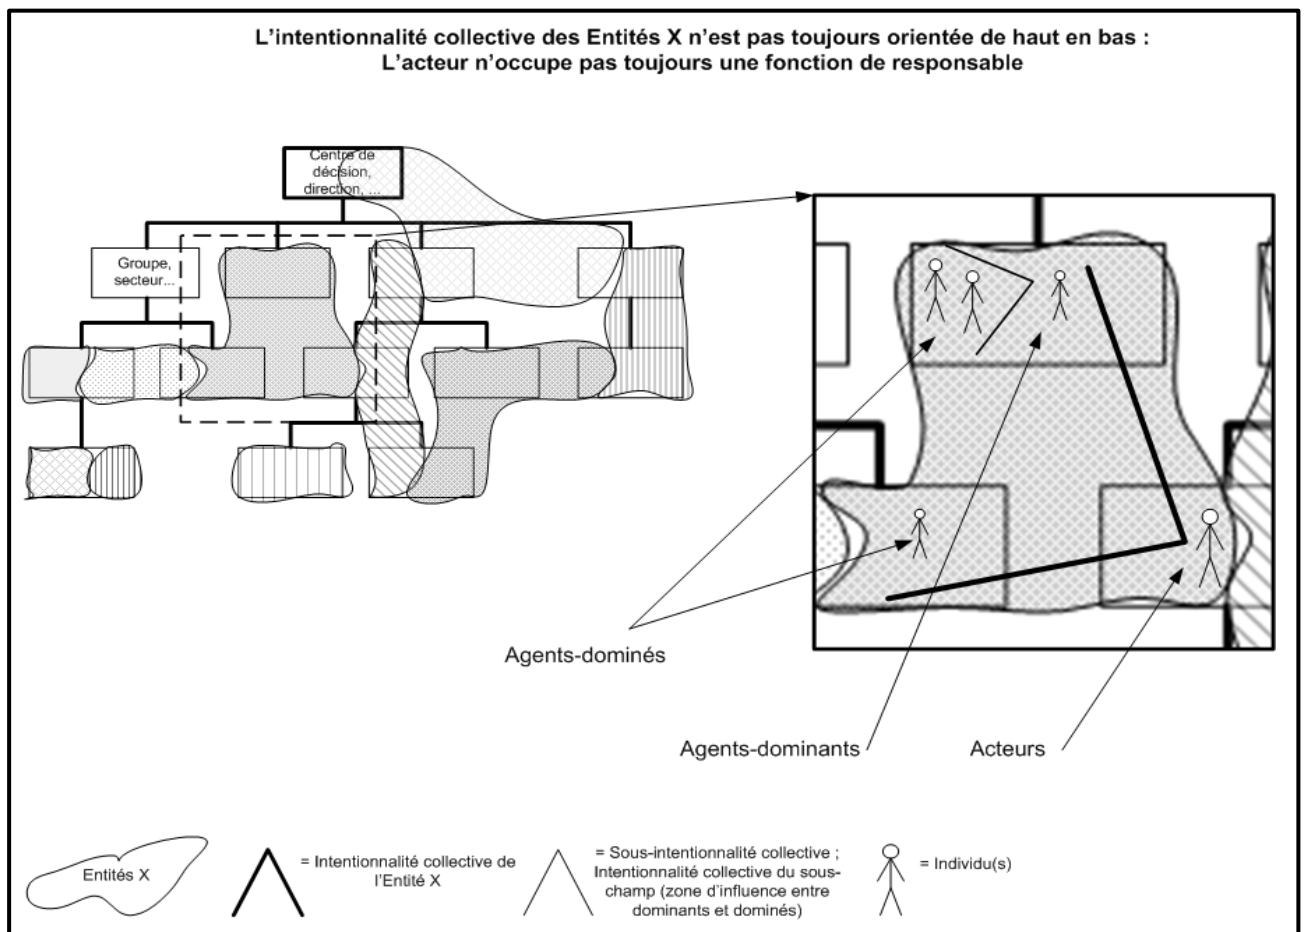 L’intentionnalité collective des Entités X n’est pas toujours orientée de haut en bas :
L’acteur n’occupe pas toujours une fonction de responsable
Centre de
décision,
direction, ...
Groupe,
secteur...
Agents-dominés
Agents-dominants
Acteurs
Entités X
= Intentionnalité collective de
l’Entité X
= Sous-intentionnalité collective ;
Intentionnalité collective du sous-
champ (zone d’influence entre
dominants et dominés)
= Individu(s)